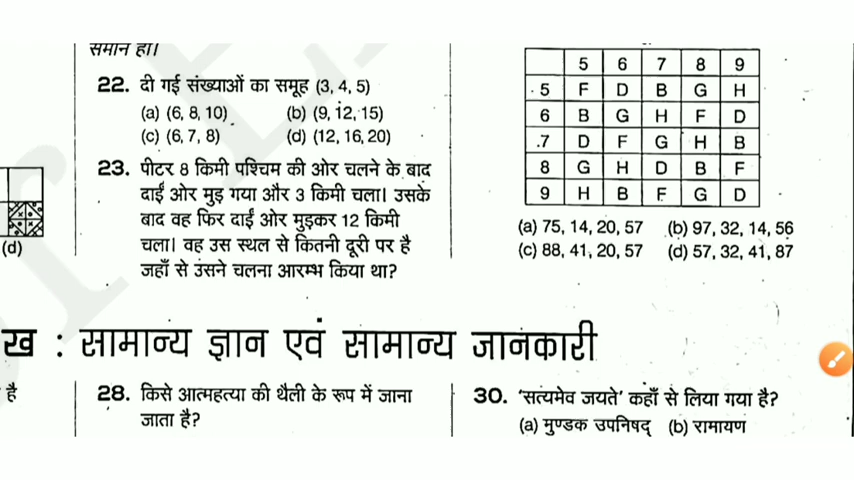 समान हो।
22. दी गई संख्याओं का समूह (3, 4, 5)
(a) (6, 8, 10) (b) (9, 12, 15)
(c) (6, 7, 8) (d) (12, 16, 20)
23. पीटर 8 किमी पश्चिम की ओर चलने के बाद
दाईं ओर मुड़ गया और 3 किमी चला। उसके
बाद वह फिर दाईं ओर मुड़कर 12 किमी
चला। वह उस स्थल से कितनी दूरी पर है
जहाँ से उसने चलना आरम्भ किया था?
(d)
5 6 7 8 9
5 F D B G H
6 B G H F D
7 D F G H B
8 G H D B F
9 H B F G D
(a) 75, 14, 20, 57 (b) 97, 32, 14, 56
(c) 88, 41, 20, 57 (d) 57, 32, 41, 87
ख : सामान्य ज्ञान एवं सामान्य जानकारी
है
28. किसे आत्महत्या की थैली के रूप में जाना
जाता है?
30. 'सत्यमेव जयते' कहाँ से लिया गया है?
(a) मुण्डक उपनिषद् (b) रामायण